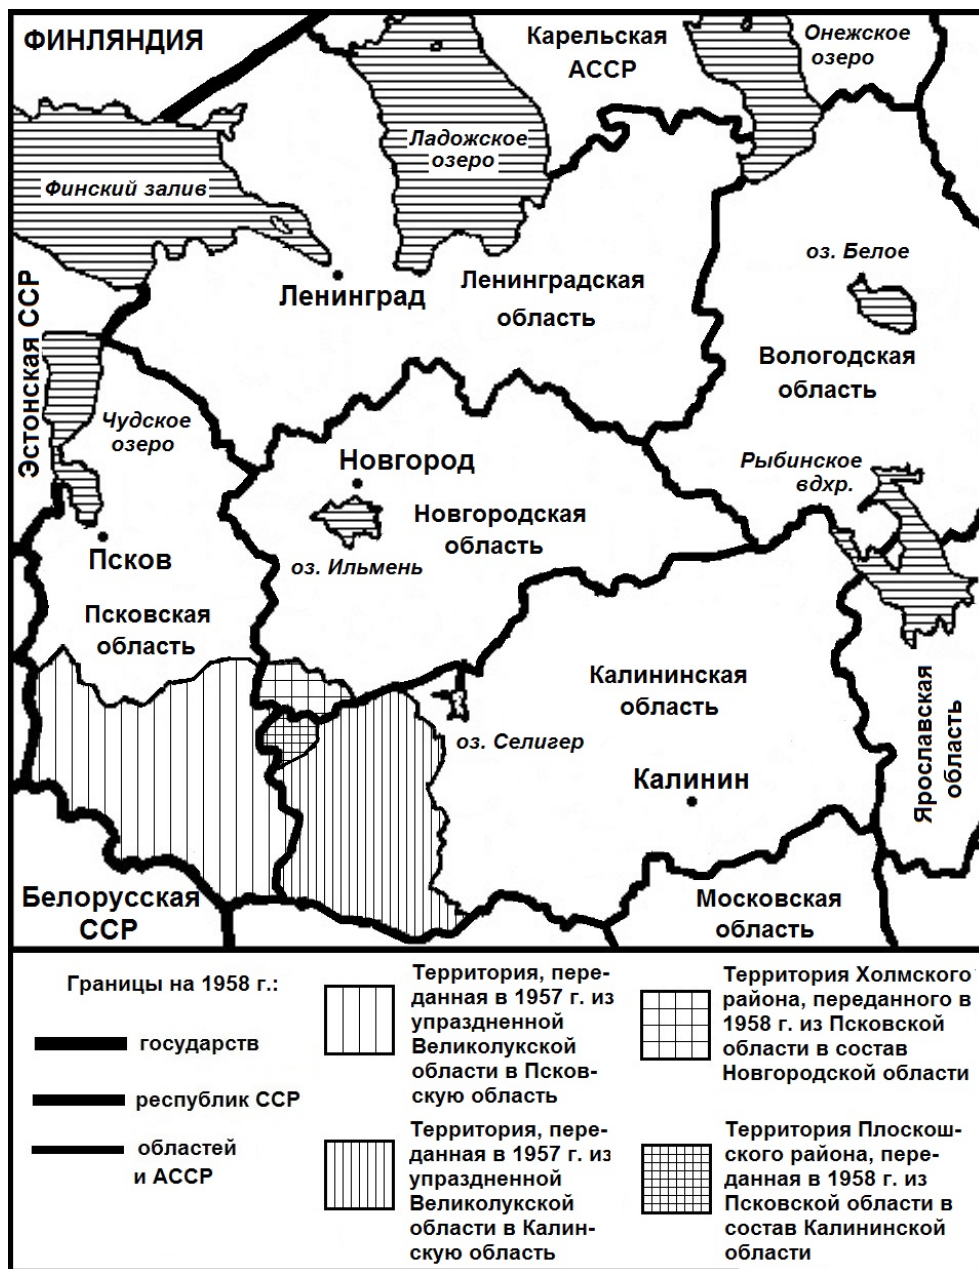 ФИНЛЯНДИЯ
Карельская
АССР
Онежское
озеро
Ладожское
озеро
Финский залив
оз. Белое
Ленинград
Ленинградская
область
Эстонская ССР
Вологодская
область
Чудское
озеро
Новгород
Рыбинское
вдхр.
Новгородская
область
Псков
оз. Ильмень
Псковская
область
Калининская
область
Ярославская
область
оз. Селигер
Калинин
Белорусская
ССР
Московская
область
Границы на 1958 г.:
государств
республик ССР
областей
и АССР
Территория, пере-
данная в 1957 г. из
упраздненной
Великолукской
области в Псков-
скую область
Территория, пере-
данная в 1957 г. из
упраздненной
Великолукской
области в Калин-
скую область
Территория Холмского
района, переданного в
1958 г. из Псковской
области в состав
Новгородской области
Территория Плоскош-
ского района, пере-
данная в 1958 г. из
Псковской области в
состав Калининской
области